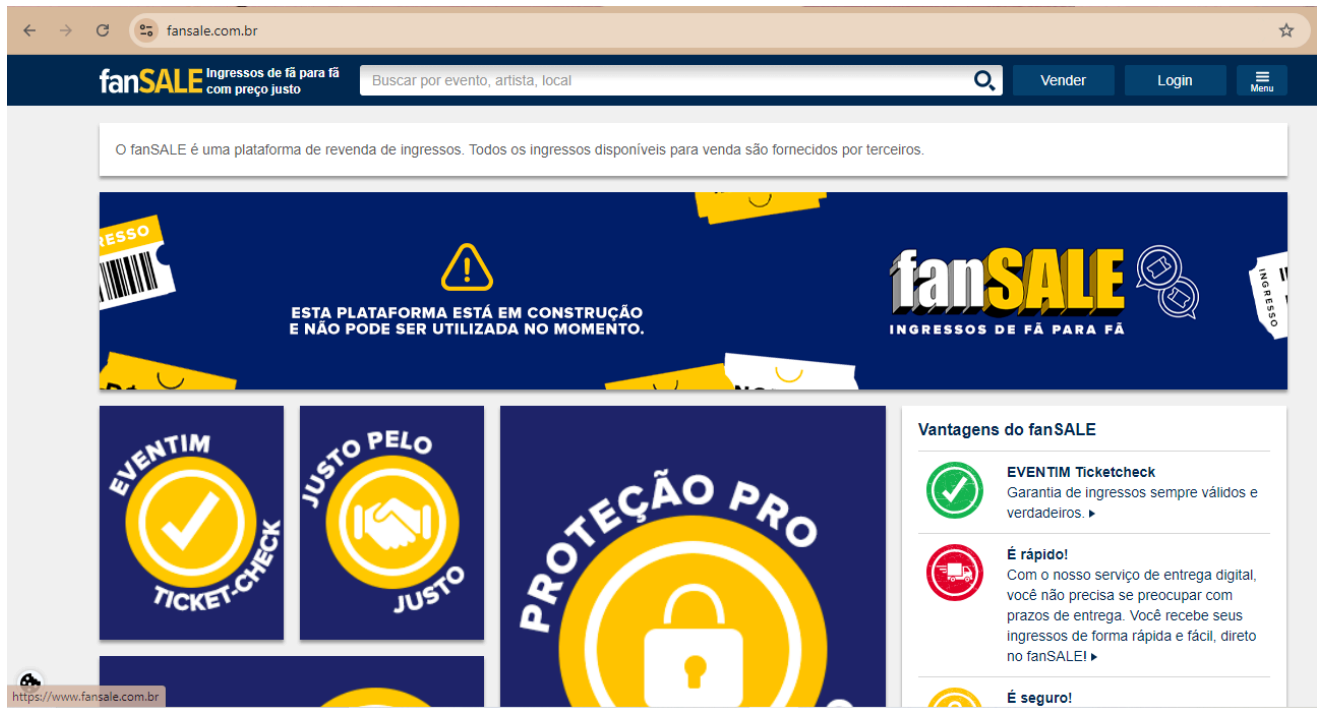 fansale.com.br
fanSALE
Ingressos de fã para fã
com preço justo
Buscar por evento, artista, local
Vender
Login
Menu
O fanSALE é uma plataforma de revenda de ingressos. Todos os ingressos disponíveis para venda são fornecidos por terceiros.
ESTA PLATAFORMA ESTÁ EM CONSTRUÇÃO
E NÃO PODE SER UTILIZADA NO MOMENTO.
fanSALE
INGRESSOS DE FÃ PARA FÃ
INGRESSO
EVENTIM
TICKET-CHECK
JUSTO PELO
JUSTO
PROTEÇÃO PRO
Vantagens do fanSALE
EVENTIM Ticketcheck
Garantia de ingressos sempre válidos e
verdadeiros.
É rápido!
Com o nosso serviço de entrega digital,
você não precisa se preocupar com
prazos de entrega. Você recebe seus
ingressos de forma rápida e fácil, direto
no fanSALE!
É seguro!
https://www.fansale.com.br